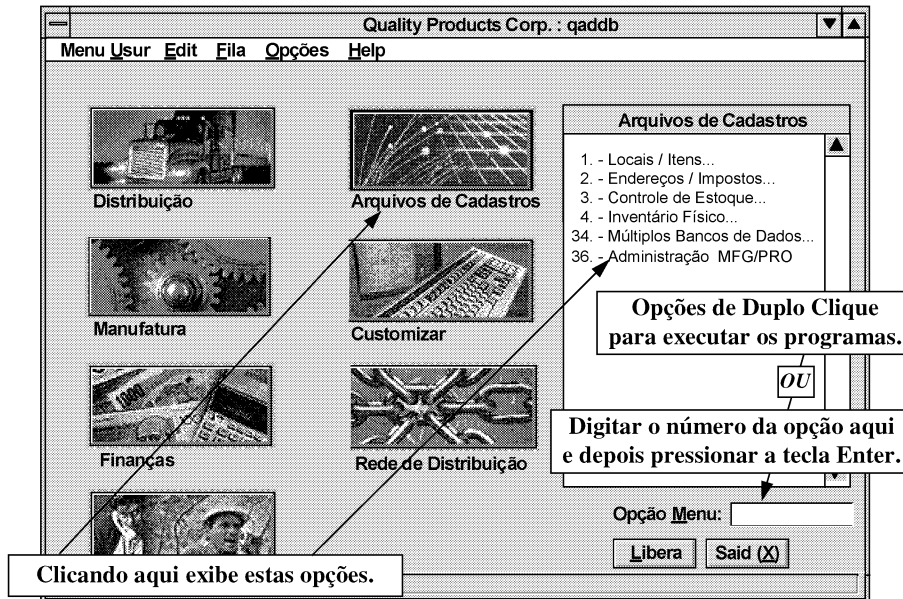 Quality Products Corp. : qaddb
Menu Usur Edit Fila Opções Help
Distribuição
Manufatura
Finanças
Arquivos de Cadastros
Customizar
Rede de Distribuição
Arquivos de Cadastros
1. - Locais / Itens...
2. - Endereços / Impostos...
3. - Controle de Estoque...
4. - Inventário Físico...
34. - Múltiplos Bancos de Dados...
36. - Administração MFG/PRO
Opções de Duplo Clique
para executar os programas.
OU
Digitar o número da opção aqui
e depois pressionar a tecla Enter.
Opção Menu:
Libera Said (X)
Clicando aqui exibe estas opções.